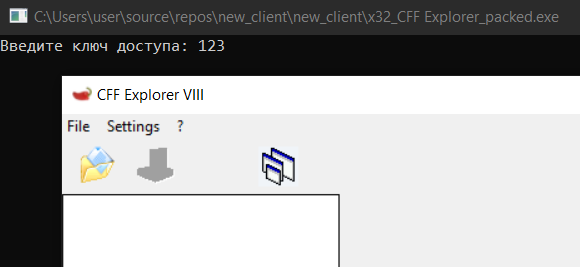 C:\Users\user\source\repos\new_client\new_client\x32_CFF Explorer_packed.exe
Введите ключ доступа: 123
CFF Explorer VIII
File Settings ?